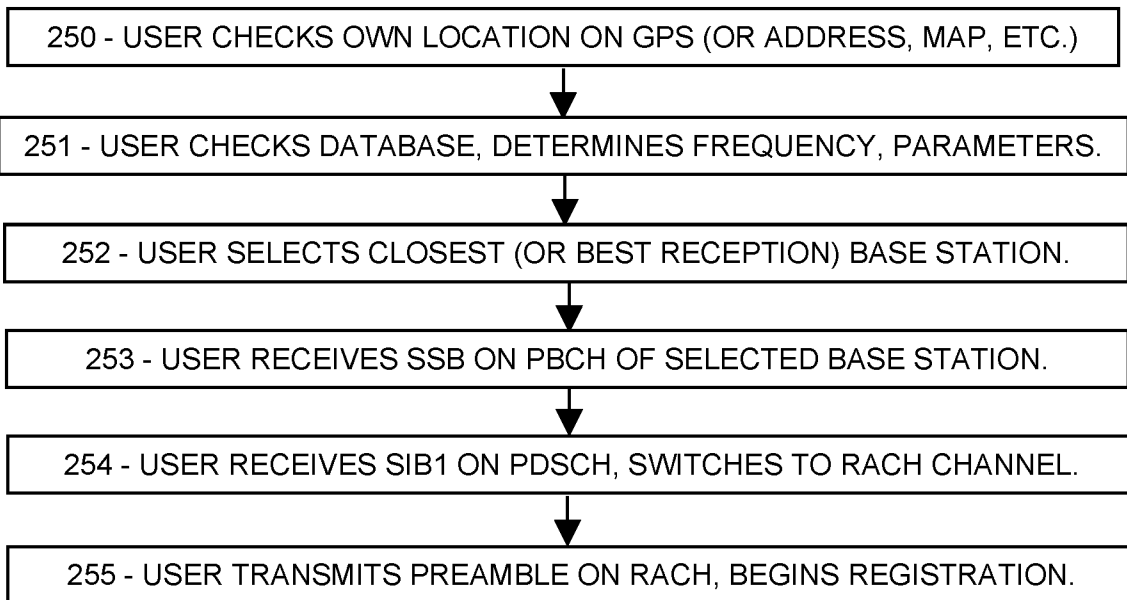 250 - USER CHECKS OWN LOCATION ON GPS (OR ADDRESS, MAP, ETC.)
251 - USER CHECKS DATABASE, DETERMINES FREQUENCY, PARAMETERS.
252 - USER SELECTS CLOSEST (OR BEST RECEPTION) BASE STATION.
253 - USER RECEIVES SSB ON PBCH OF SELECTED BASE STATION.
254 - USER RECEIVES SIB1 ON PDSCH, SWITCHES TO RACH CHANNEL.
255 - USER TRANSMITS PREAMBLE ON RACH, BEGINS REGISTRATION.